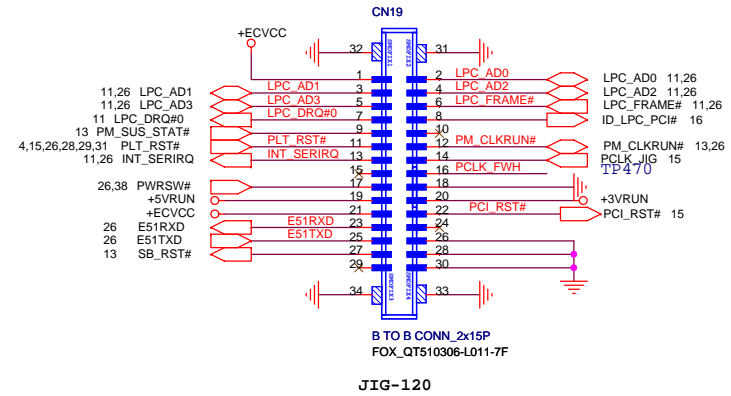 CN19
+ECVCC
32 SMDFIX1 SMDFIX2 31
1 2 LPC_AD0 LPC_AD0 11,26
11,26 LPC_AD1 LPC_AD1 3 4 LPC_AD2 LPC_AD2 11,26
11,26 LPC_AD3 LPC_AD3 5 6 LPC_FRAME# LPC_FRAME# 11,26
11 LPC_DRQ#0 LPC_DRQ#0 7 8 ID_LPC_PCI# 16
13 PM_SUS_STAT# 9 10
4,15,26,28,29,31 PLT_RST# PLT_RST# 11 12 PM_CLKRUN# PM_CLKRUN# 13,26
11,26 INT_SERIRQ INT_SERIRQ 13 14 PCLK_JIG 15
15 16 PCLK_FWH TP470
26,38 PWRSW# 17 18
+5VRUN 19 20 +3VRUN
+ECVCC 21 22 PCI_RST# PCI_RST# 15
26 E51RXD E51RXD 23 24
26 E51TXD E51TXD 25 26
13 SB_RST# 27 28
29 30
34 SMDFIX3 SMDFIX4 33
B TO B CONN_2x15P
FOX_QT510306-L011-7F
JIG-120